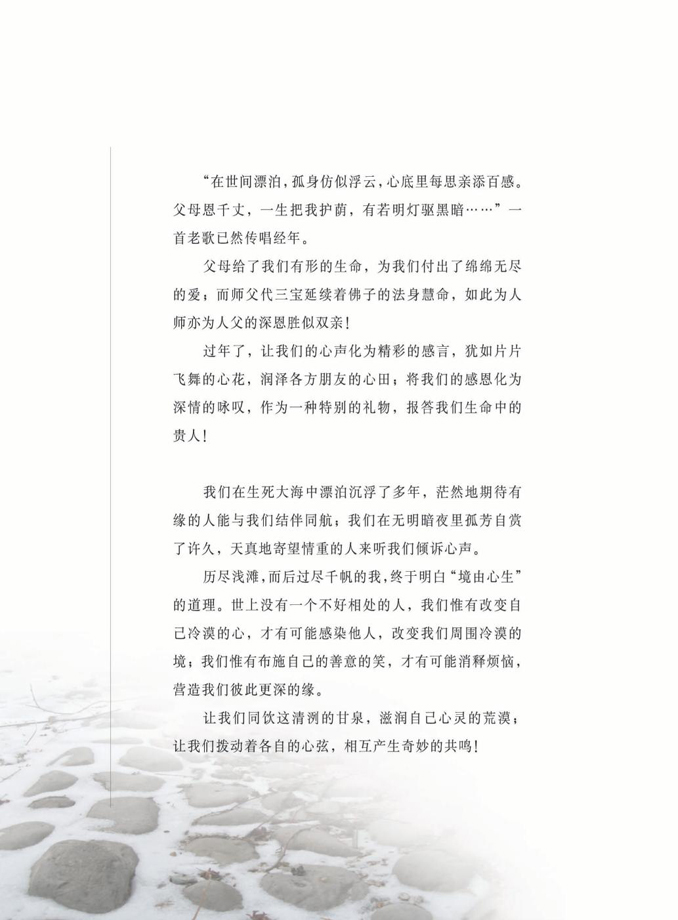 “在世间漂泊，孤身仿似浮云，心底里每思亲添百感。
父母恩千丈，一生把我护荫，有若明灯驱黑暗……”一
首老歌已然传唱经年。
父母给了我们有形的生命，为我们付出了绵绵无尽
的爱；而师父代三宝延续着佛子的法身慧命，如此为人
师亦为人父的深恩胜似双亲！
过年了，让我们的心声化为精彩的感言，犹如片片
飞舞的心花，润泽各方朋友的心田；将我们的感恩化为
深情的咏叹，作为一种特别的礼物，报答我们生命中的
贵人！
我们在生死大海中漂泊沉浮了多年，茫然地期待有
缘的人能与我们结伴同航；我们在无明暗夜里孤芳自赏
了许久，天真地寄望情重的人来听我们倾诉心声。
历尽浅滩，而后过尽千帆的我，终于明白“境由心生”
的道理。世上没有一个不好相处的人，我们惟有改变自
己冷漠的心，才有可能感染他人，改变我们周围冷漠的
境；我们惟有布施自己的善意的笑，才有可能消释烦恼，
营造我们彼此更深的缘。
让我们同饮这清洌的甘泉，滋润自己心灵的荒漠；
让我们拨动着各自的心弦，相互产生奇妙的共鸣！